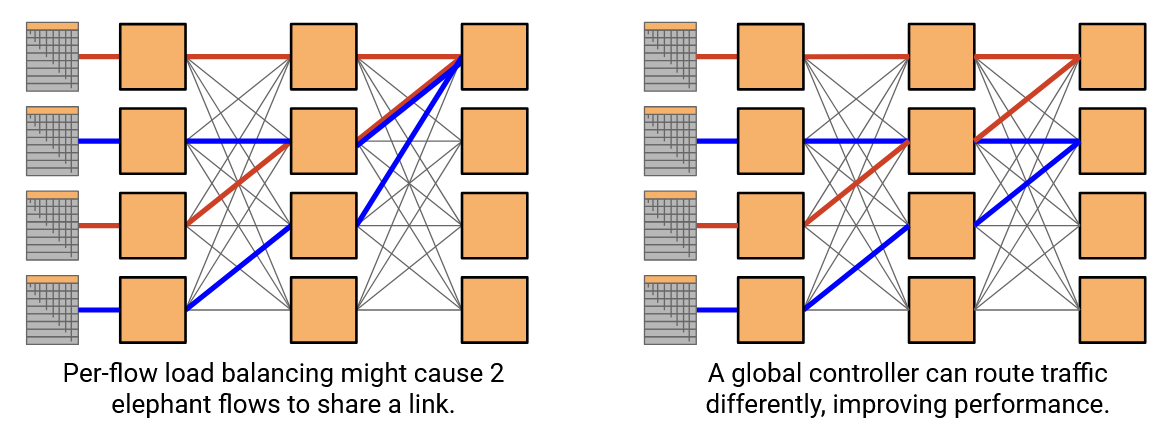 Per-flow load balancing might cause 2
elephant flows to share a link.
A global controller can route traffic
differently, improving performance.